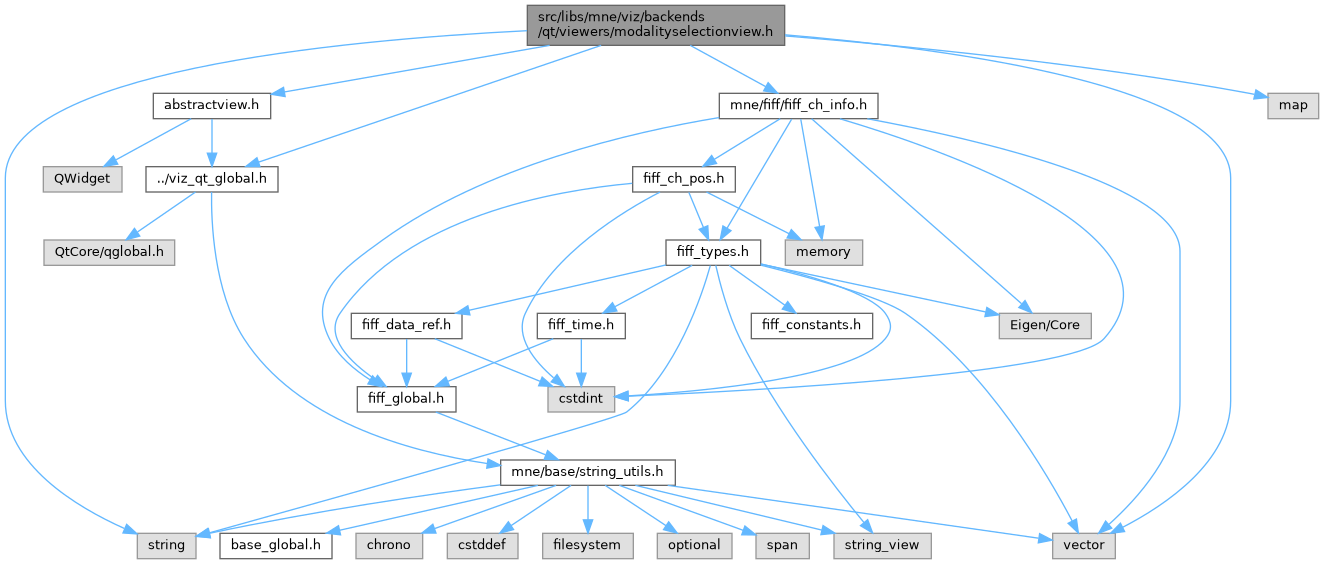 src/libs/mne/viz/backends
/qt/viewers/modalityselectionview.h
abstractview.h
mne/fiff/fiff_ch_info.h
map
QWidget
../viz_qt_global.h
fiff_ch_pos.h
QtCore/qglobal.h
fiff_types.h
memory
fiff_data_ref.h
fiff_time.h
fiff_constants.h
Eigen/Core
fiff_global.h
cstdint
mne/base/string_utils.h
string
base_global.h
chrono
cstddef
filesystem
optional
span
string_view
vector